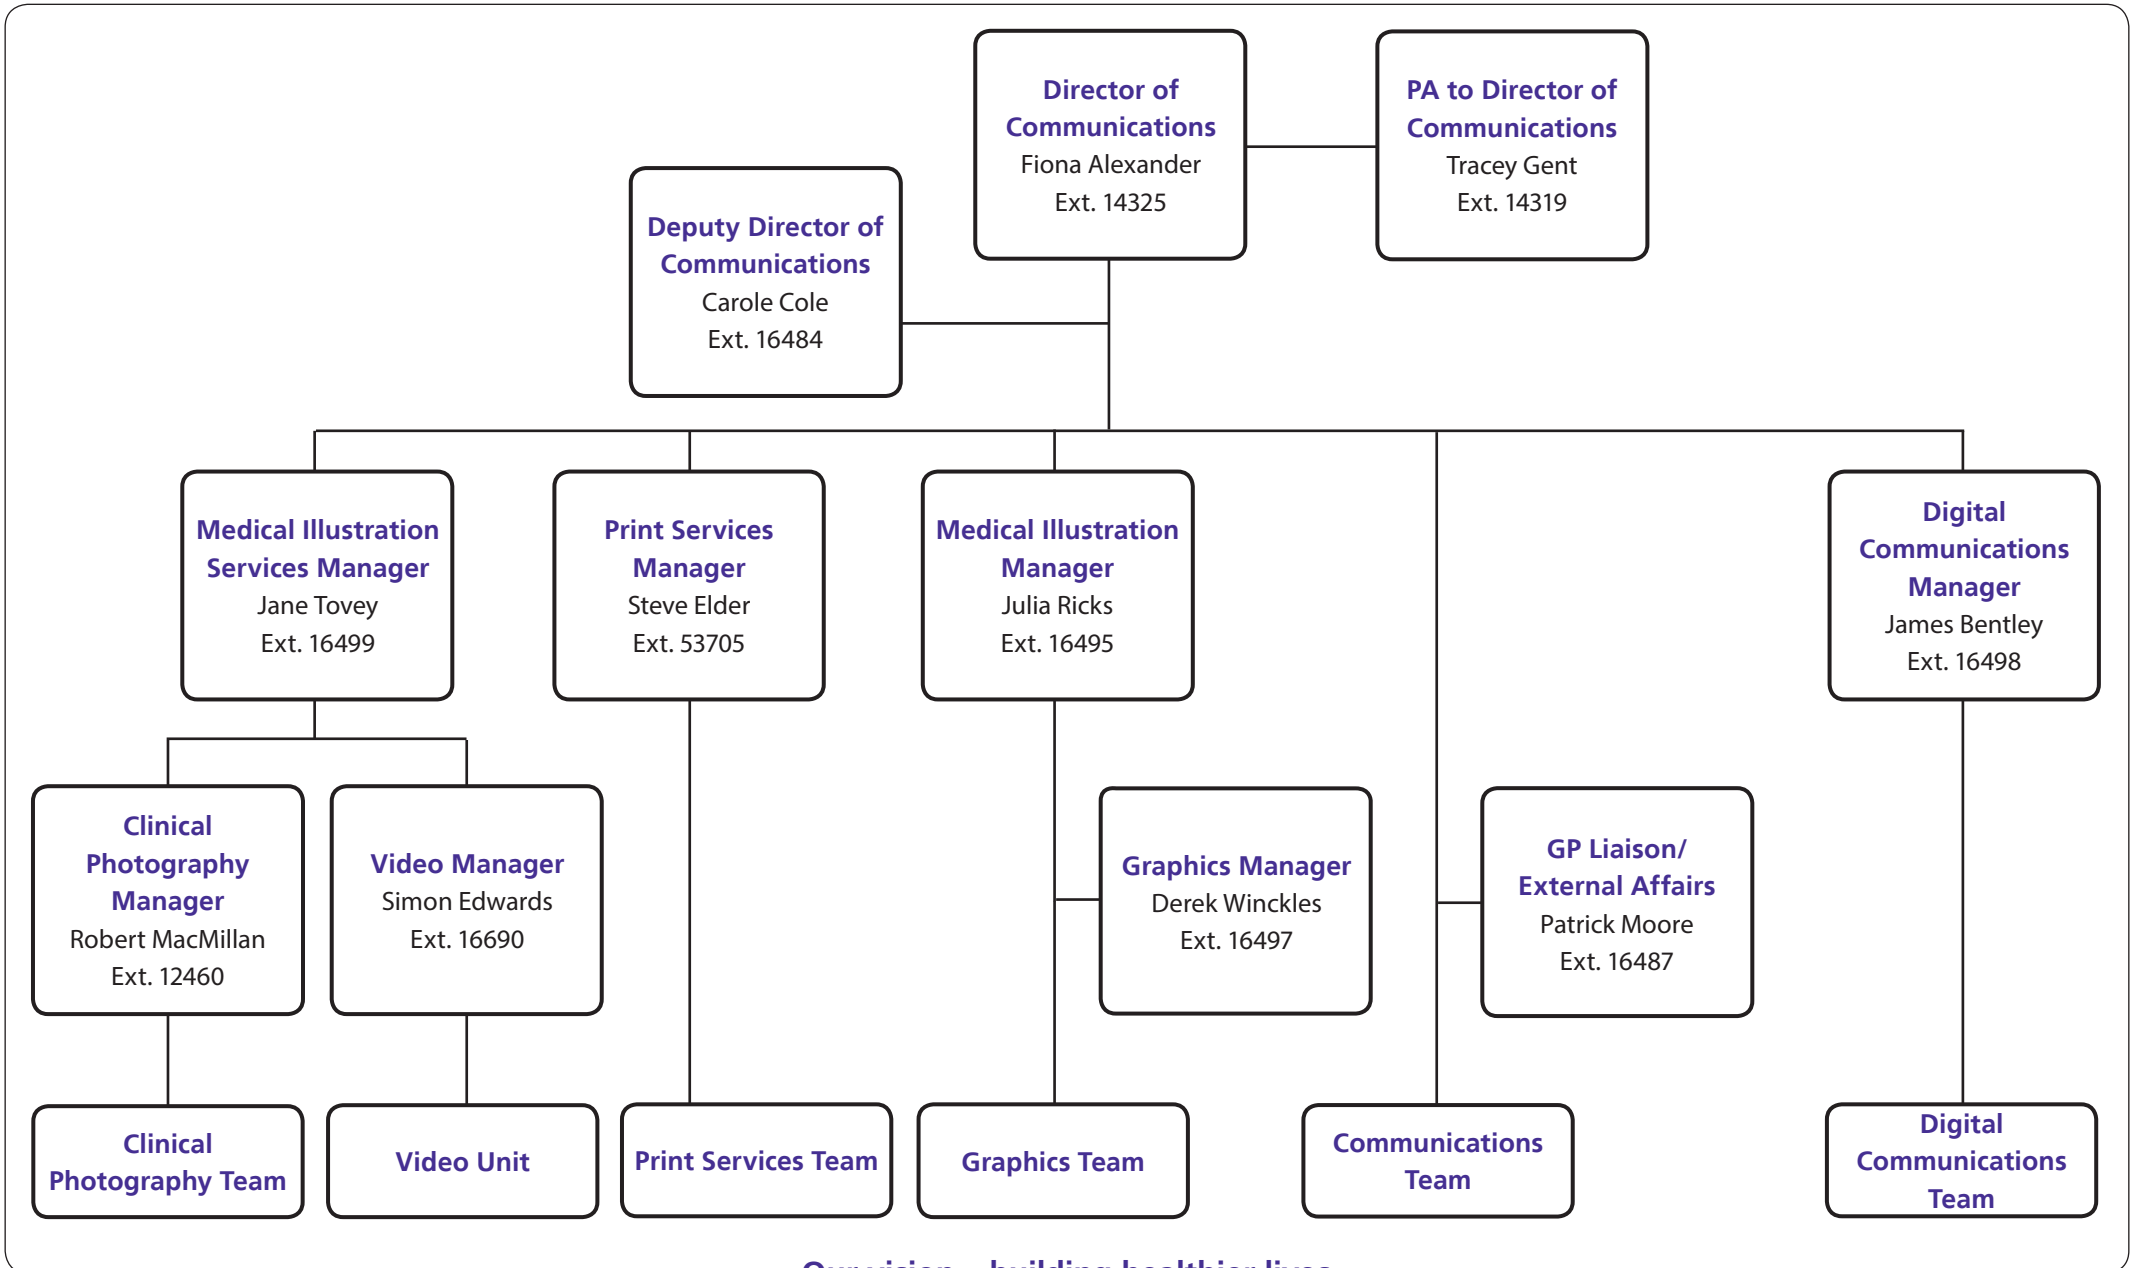 Director of
Communications
Fiona Alexander
Ext. 14325
PA to Director of
Communications
Tracey Gent
Ext. 14319
Deputy Director of
Communications
Carole Cole
Ext. 16484
Medical Illustration
Services Manager
Jane Tovey
Ext. 16499
Print Services
Manager
Steve Elder
Ext. 53705
Medical Illustration
Manager
Julia Ricks
Ext. 16495
Digital
Communications
Manager
James Bentley
Ext. 16498
Clinical
Photography
Manager
Robert MacMillan
Ext. 12460
Video Manager
Simon Edwards
Ext. 16690
Graphics Manager
Derek Winckles
Ext. 16497
GP Liaison/
External Affairs
Patrick Moore
Ext. 16487
Clinical
Photography Team
Video Unit
Print Services Team
Graphics Team
Communications
Team
Digital
Communications
Team
Our vision – building healthier lives